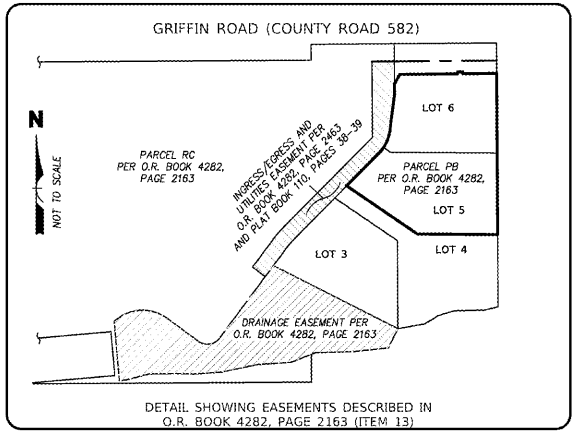 GRIFFIN ROAD (COUNTY ROAD 582)
LOT 6
N
NOT TO SCALE
PARCEL RC
PER O.R. BOOK 4282,
PAGE 2163
INGRESS/EGRESS AND
UTILITIES EASEMENT PER
O.R. BOOK 4282, PAGE 2463
AND PLAT BOOK 110, PAGES 38-39
PARCEL PB
PER O.R. BOOK 4282,
PAGE 2163
LOT 5
LOT 3
LOT 4
DRAINAGE EASEMENT PER
O.R. BOOK 4282, PAGE 2163
DETAIL SHOWING EASEMENTS DESCRIBED IN
O.R. BOOK 4282, PAGE 2163 (ITEM 13)